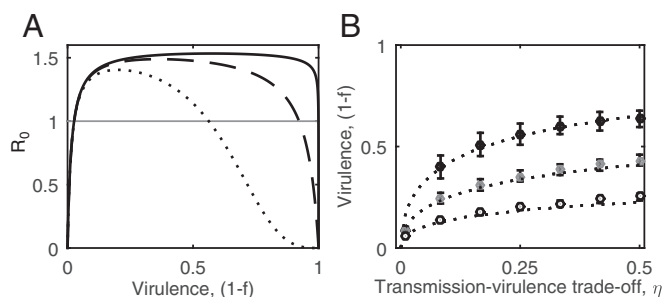 A
B
1.5
1
0.5
0
R0
0
0.5
1
Virulence, (1-f)
1
0.5
0
Virulence, (1-f)
0
0.25
0.5
Transmission-virulence trade-off, η